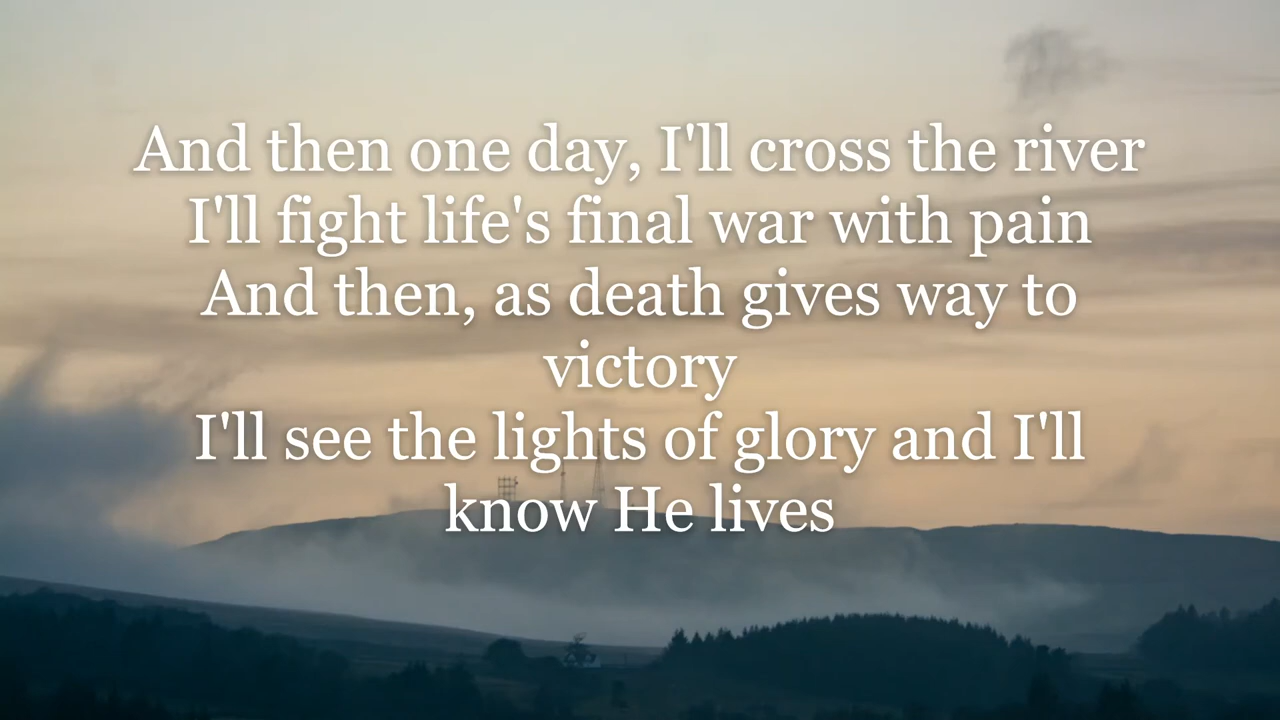 And then one day, I'll cross the river
I'll fight life's final war with pain
And then, as death gives way to
victory
I'll see the lights of glory and I'll
know He lives